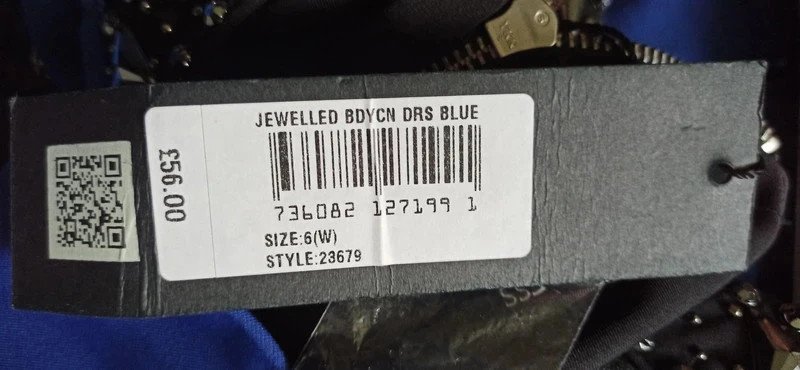 JEWELLED BDYCN DRS BLUE
£56.00
736082 127199 1
SIZE:6(W)
STYLE:23679